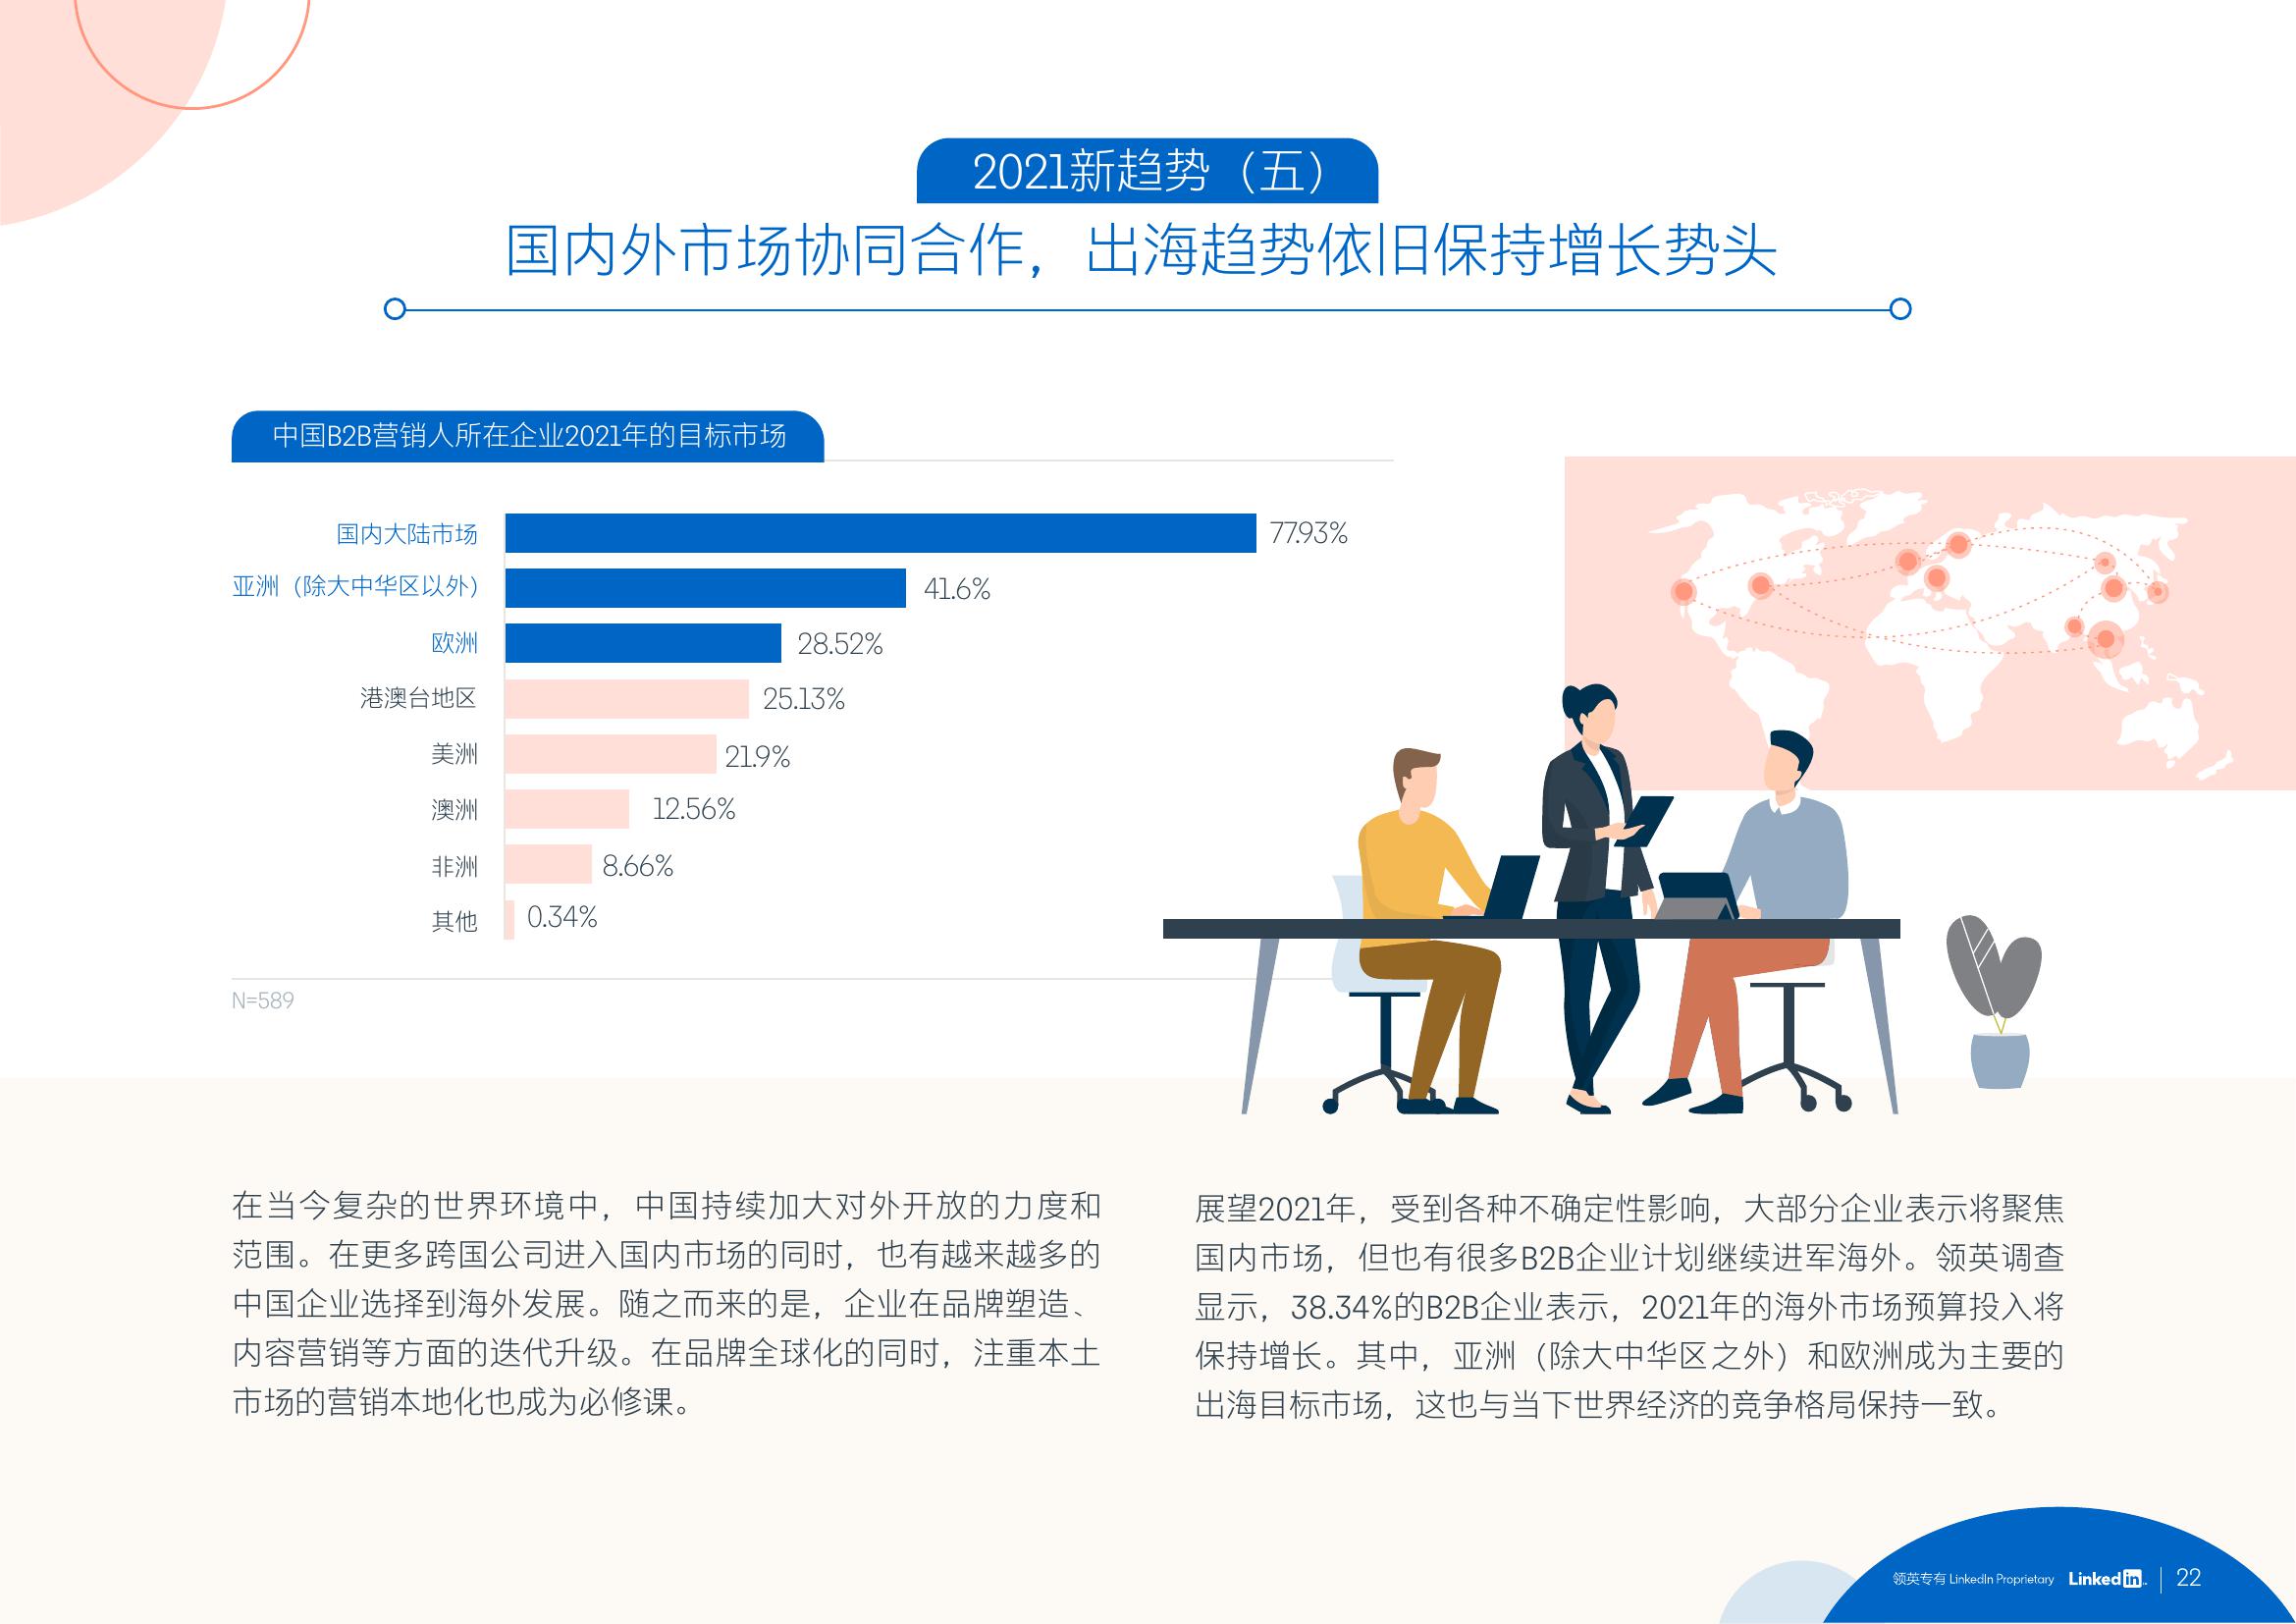 2021新趋势（五）
国内外市场协同合作，出海趋势依旧保持增长势头
中国B2B营销人所在企业2021年的目标市场
国内大陆市场 77.93%
亚洲（除大中华区以外） 41.6%
欧洲 28.52%
港澳台地区 25.13%
美洲 21.9%
澳洲 12.56%
非洲 8.66%
其他 0.34%
N=589
在当今复杂的世界环境中，中国持续加大对外开放的力度和
范围。在更多跨国公司进入国内市场的同时，也有越来越多的
中国企业选择到海外发展。随之而来的是，企业在品牌塑造、
内容营销等方面的迭代升级。在品牌全球化的同时，注重本土
市场的营销本地化也成为必修课。
展望2021年，受到各种不确定性影响，大部分企业表示将聚焦
国内市场，但也有很多B2B企业计划继续进军海外。领英调查
显示，38.34%的B2B企业表示，2021年的海外市场预算投入将
保持增长。其中，亚洲（除大中华区之外）和欧洲成为主要的
出海目标市场，这也与当下世界经济的竞争格局保持一致。
领英专有 LinkedIn Proprietary LinkedIn 22